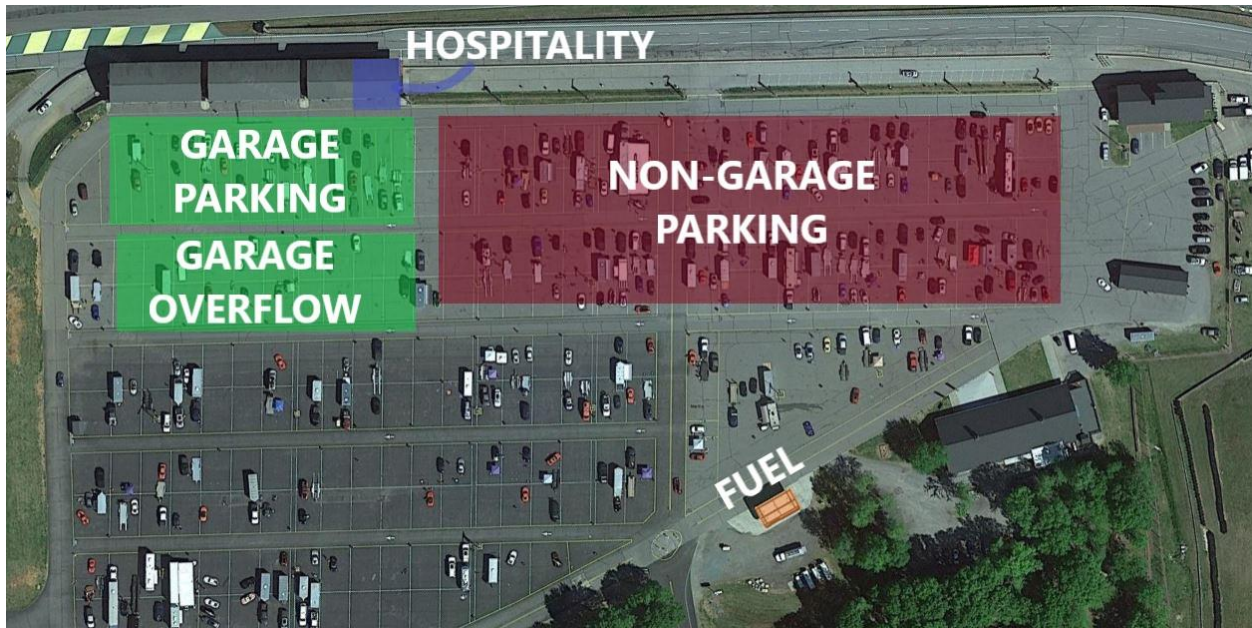 HOSPITALITY
GARAGE
PARKING
NON-GARAGE
PARKING
GARAGE
OVERFLOW
FUEL